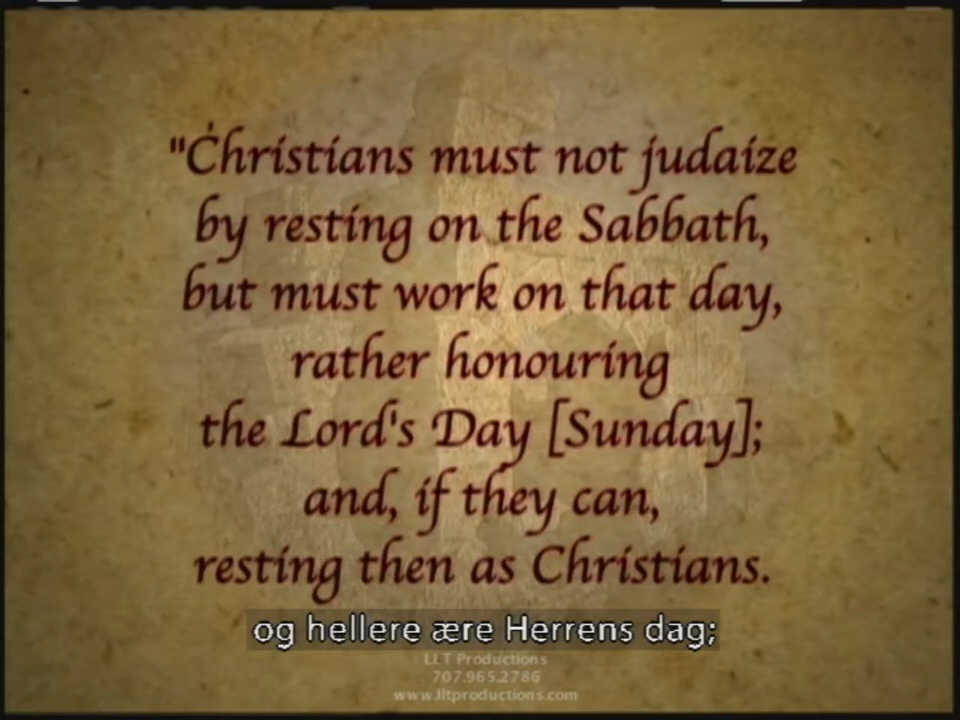 "Christians must not judaize
by resting on the Sabbath,
but must work on that day,
rather honouring
the Lord's Day [Sunday];
and, if they can,
resting then as Christians.
og hellere ære Herrens dag;
LLT Productions
707.965.2786
www.lltproductions.com